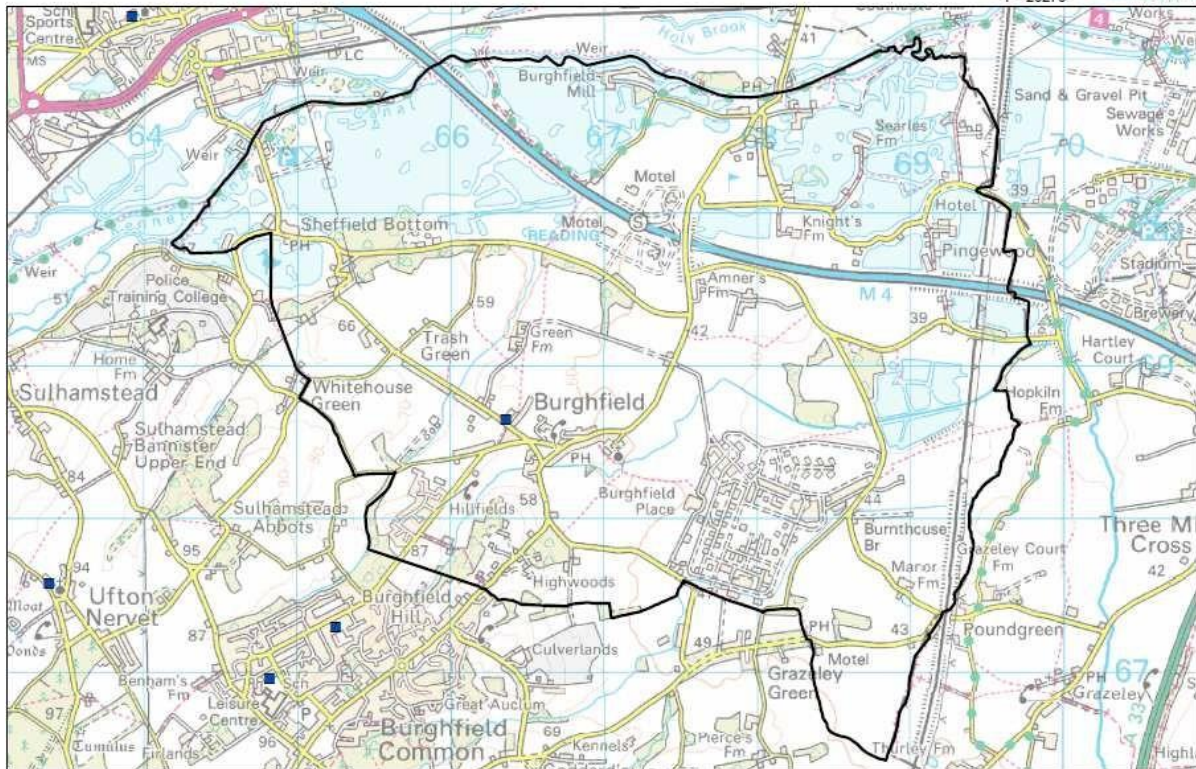 Sports
Centre
MS
LC
Weir
Weir
Holy Brook
41
4
Works
Burghfield
Mill
PH
Sand & Gravel Pit
Sewage
Works
64
66
67
69
70
Searles
Fm
Weir
Motel
39
Hotel
Sheffield Bottom
PH
Motel
READING
S
Knight's
Fm
Pingewood
Stadium
Brewery
Weir
51
Police
Training College
Amner's
Fm
M 4
59
66
Trash
Green
Green
Fm
42
39
Hartley
Court
Home
Fm
Sulhamstead
Whitehouse
Green
Burghfield
Hopkiln
Fm
Sulhamstead
Bannister
Upper End
84
PH
Burghfield
Place
58
Hillfields
44
Sulhamstead
Abbots
95
87
Burnthouse
Br
Three M
Cross
42
Grazeley Court
Fm
Manor
Fm
94
Ufton
Nervet
Moat
87
Highwoods
Burghfield
Hill
49
PH
43
Poundgreen
Culverlands
Motel
Grazeley
Green
67
PH
Grazeley
Benham's
Fm
Leisure
Centre
P
Great Auclum
A 33
97
Tumulus
Firlands
96
Burghfield
Common
69
Kennels
Pierce's
Fm
Thurley Fm